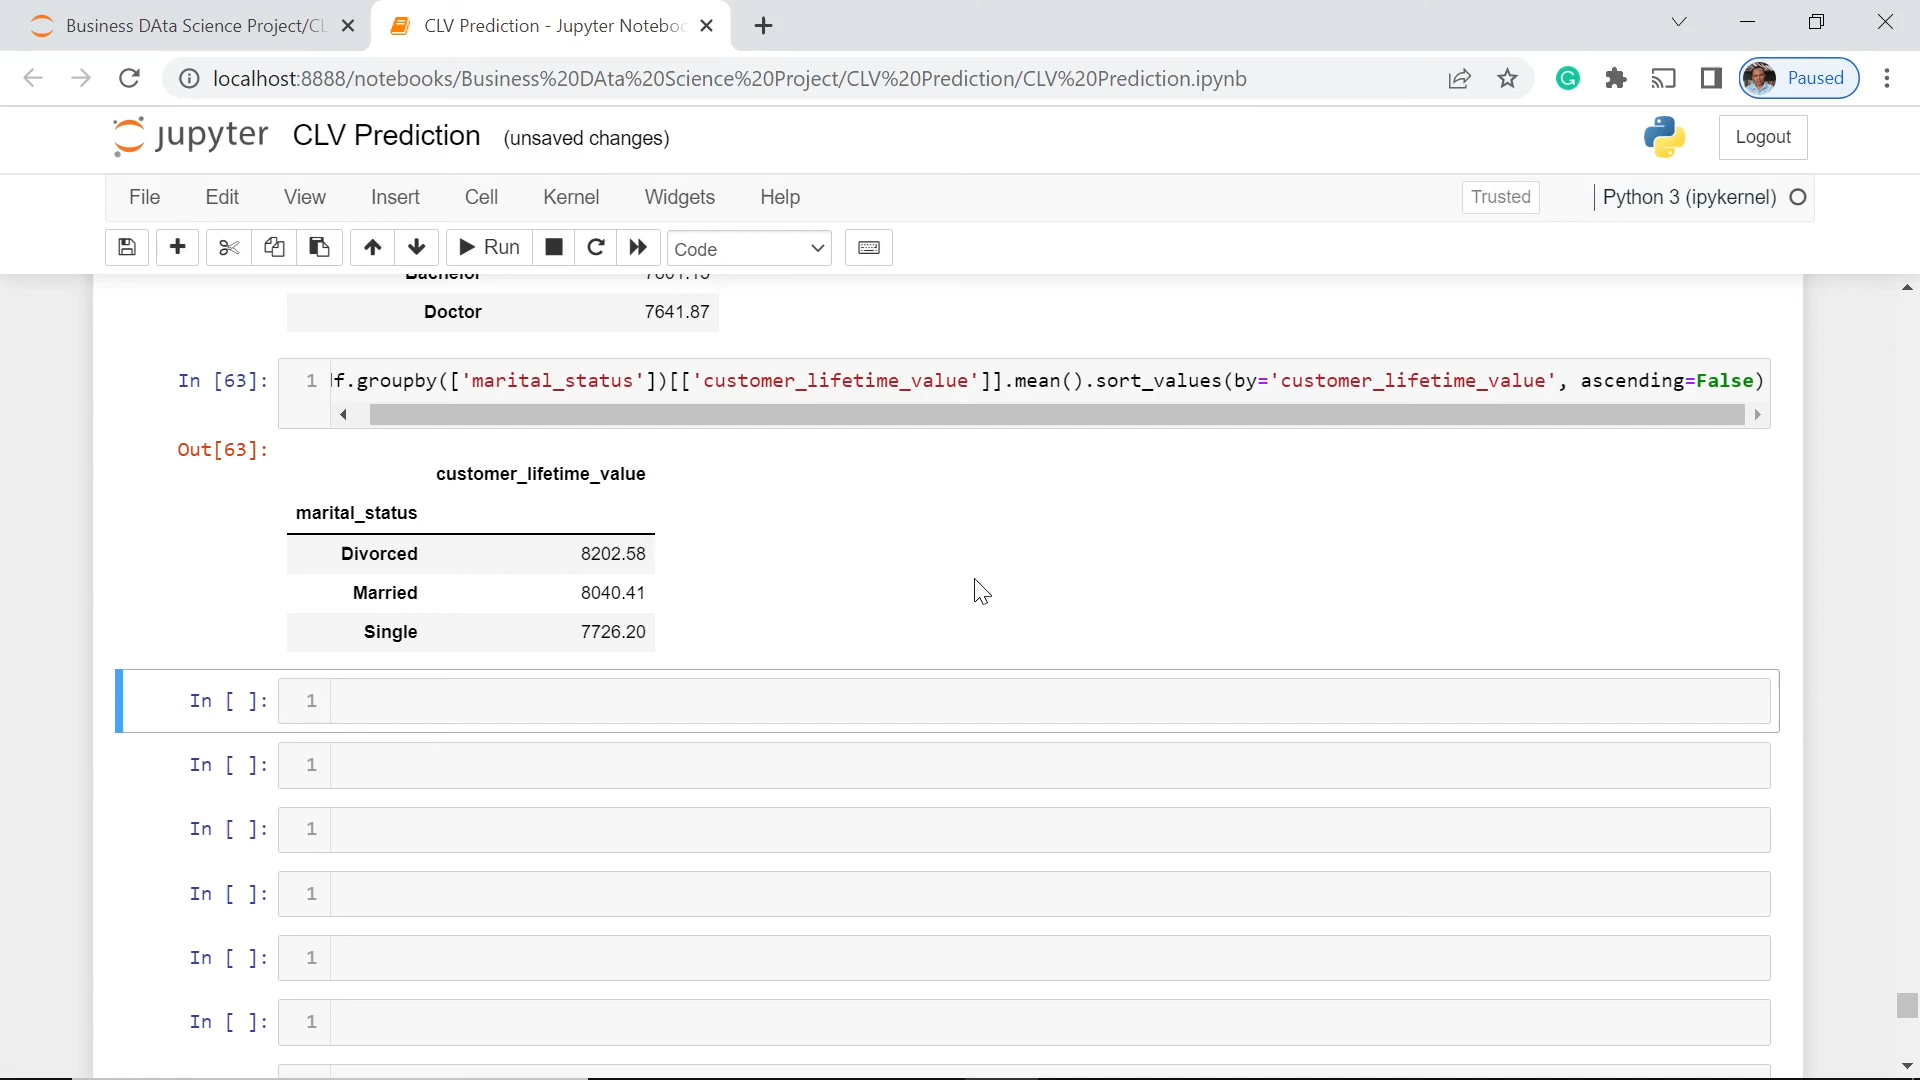 Business DAta Science Project/CL
CLV Prediction - Jupyter Noteboo
localhost:8888/notebooks/Business%20DAta%20Science%20Project/CLV%20Prediction/CLV%20Prediction.ipynb
Paused
jupyter CLV Prediction (unsaved changes)
Logout
File Edit View Insert Cell Kernel Widgets Help
Trusted
Python 3 (ipykernel)
Run
Code
Bachelor
Doctor 7641.87
In [63]: 1 df.groupby(['marital_status'])[['customer_lifetime_value']].mean().sort_values(by='customer_lifetime_value', ascending=False)
Out[63]:
customer_lifetime_value
marital_status
Divorced 8202.58
Married 8040.41
Single 7726.20
In [ ]: 1
In [ ]: 1
In [ ]: 1
In [ ]: 1
In [ ]: 1
In [ ]: 1